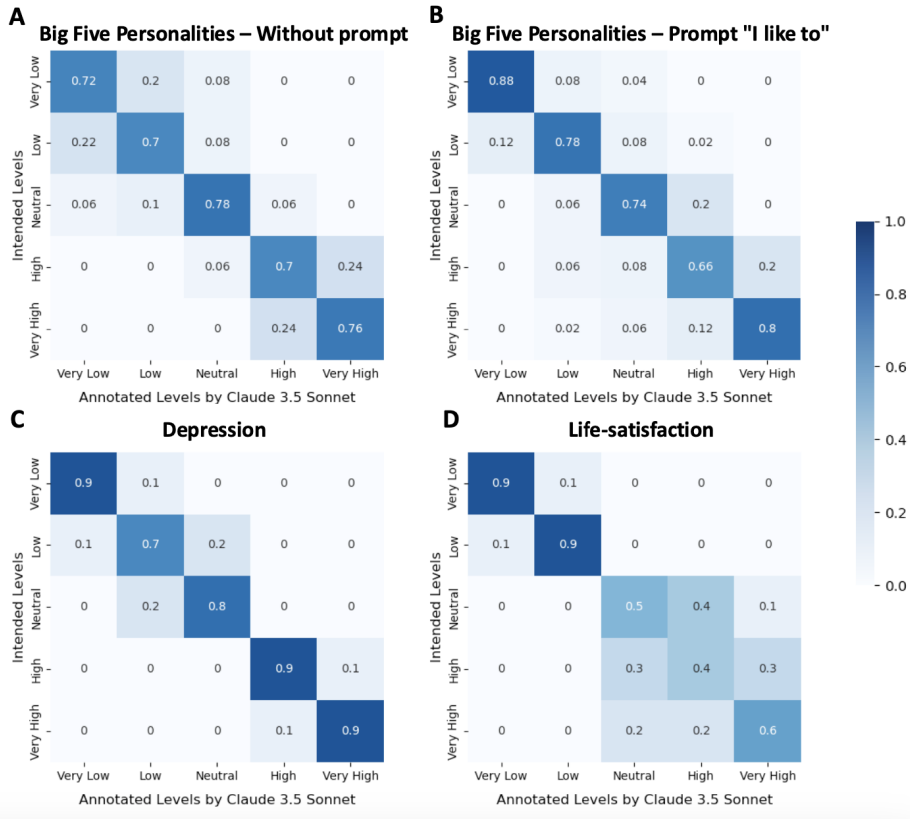 A
Big Five Personalities – Without prompt
Intended Levels
Very Low
Low
Neutral
High
Very High
0.72 0.2 0.08 0 0
0.22 0.7 0.08 0 0
0.06 0.1 0.78 0.06 0
0 0 0.06 0.7 0.24
0 0 0 0.24 0.76
Very Low Low Neutral High Very High
Annotated Levels by Claude 3.5 Sonnet
B
Big Five Personalities – Prompt "I like to"
Intended Levels
Very Low
Low
Neutral
High
Very High
0.88 0.08 0.04 0 0
0.12 0.78 0.08 0.02 0
0 0.06 0.74 0.2 0
0 0.06 0.08 0.66 0.2
0 0.02 0.06 0.12 0.8
Very Low Low Neutral High Very High
Annotated Levels by Claude 3.5 Sonnet
1.0
0.8
0.6
0.4
0.2
0.0
C
Depression
Intended Levels
Very Low
Low
Neutral
High
Very High
0.9 0.1 0 0 0
0.1 0.7 0.2 0 0
0 0.2 0.8 0 0
0 0 0 0.9 0.1
0 0 0 0.1 0.9
Very Low Low Neutral High Very High
Annotated Levels by Claude 3.5 Sonnet
D
Life-satisfaction
Intended Levels
Very Low
Low
Neutral
High
Very High
0.9 0.1 0 0 0
0.1 0.9 0 0 0
0 0 0.5 0.4 0.1
0 0 0.3 0.4 0.3
0 0 0.2 0.2 0.6
Very Low Low Neutral High Very High
Annotated Levels by Claude 3.5 Sonnet